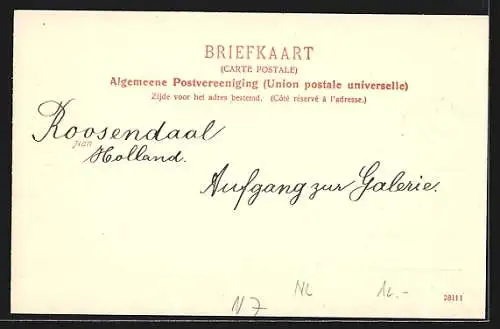 BRIEFKAART
(CARTE POSTALE)
Algemeene Postvereeniging (Union postale universelle)
Zijde voor het adres bestemd. (Côté réservé à l'adresse.)
Roosendaal
Holland.
Aufgang zur Galerie.
NL
N7
28111